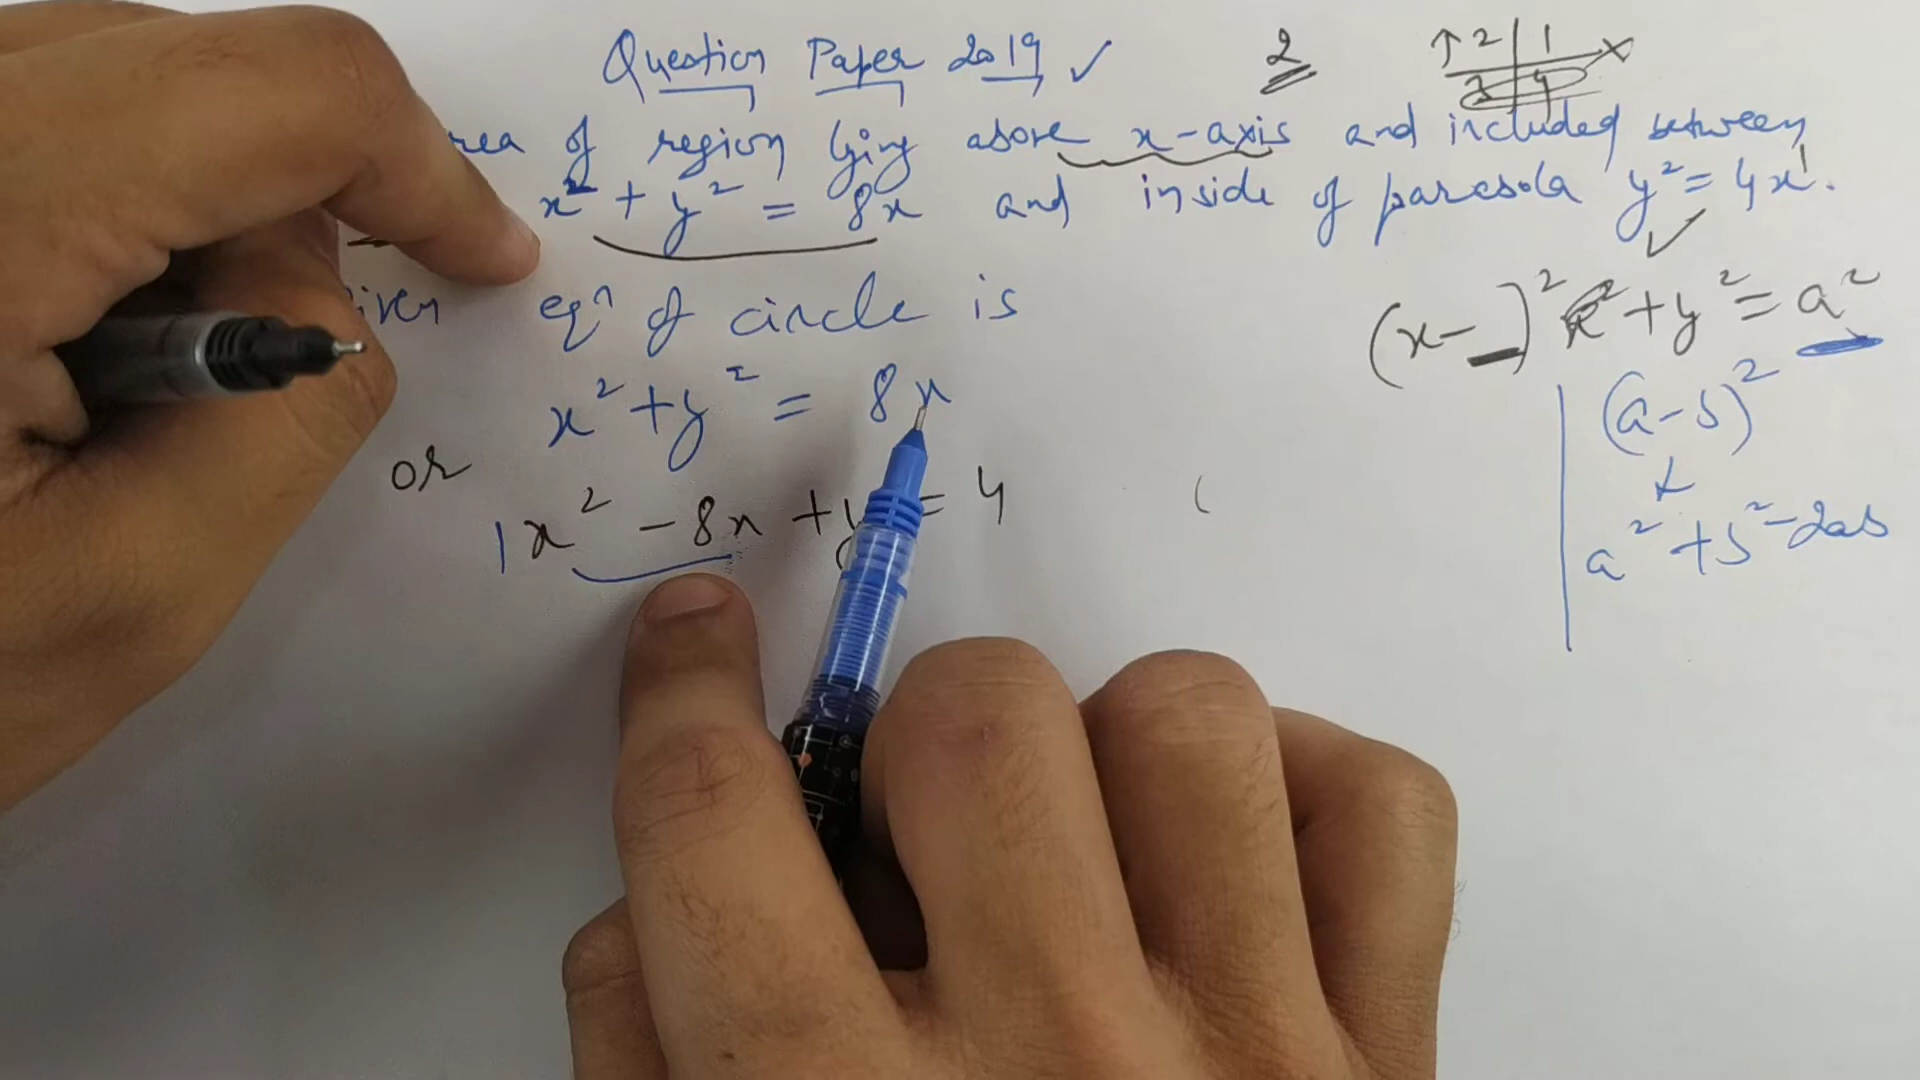 Question Paper 2019 ✓
2
↑ 2 | 1 x
3 | 4
rea of region lying above x-axis and included between
x² + y² = 8x and inside of parabola y² = 4x.
iven eqⁿ of circle is
x² + y² = 8x
or
1x² - 8x + y = 4
(
(x-_)² x² + y² = a²
(a-b)²
a² + b² - 2ab